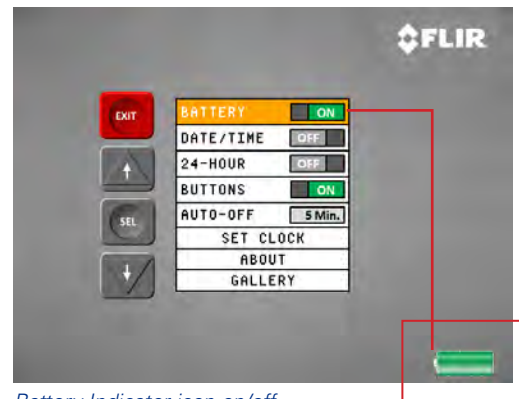 FLIR
EXIT
BATTERY ON
DATE/TIME OFF
24-HOUR OFF
BUTTONS ON
SEL
AUTO-OFF 5 Min.
SET CLOCK
ABOUT
GALLERY
Battery Indicator icon on/off